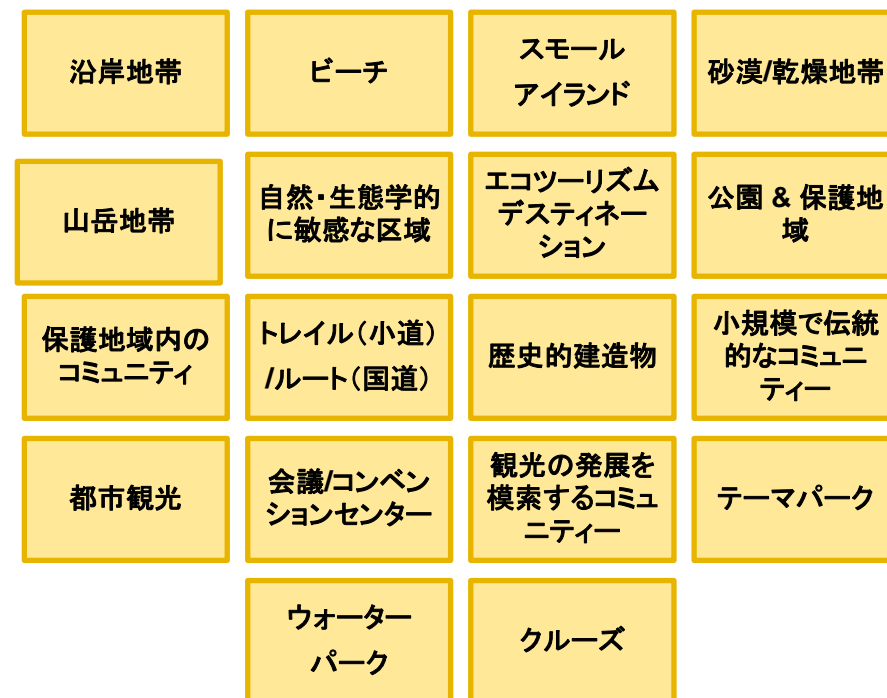 沿岸地帯
ビーチ
スモール
アイランド
砂漠/乾燥地帯
山岳地帯
自然・生態学的
に敏感な区域
エコツーリズム
デスティネー
ション
公園 & 保護地
域
保護地域内の
コミュニティ
トレイル（小道）
/ルート（国道）
歴史的建造物
小規模で伝統
的なコミュニ
ティー
都市観光
会議/コンベン
ションセンター
観光の発展を
模索するコミュ
ニティー
テーマパーク
ウォーター
パーク
クルーズ